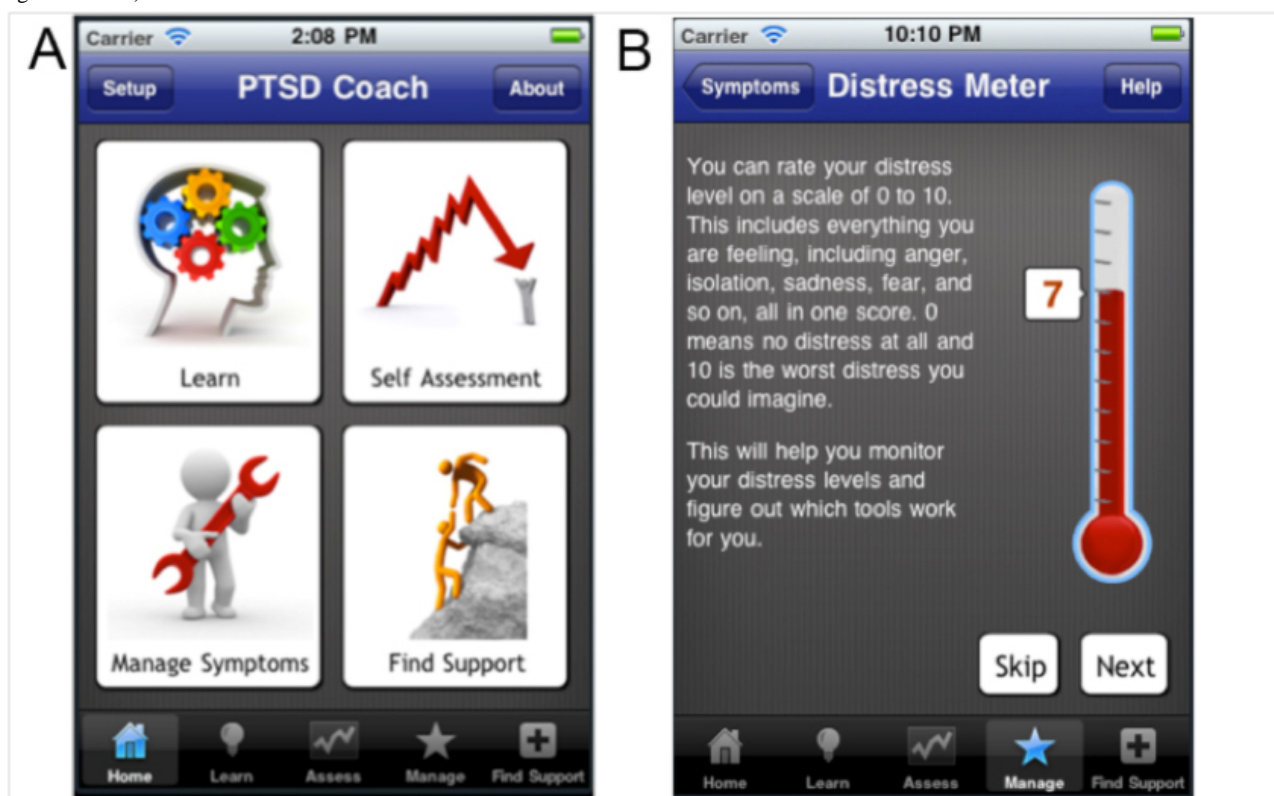 A
Carrier 2:08 PM
Setup PTSD Coach About
Learn Self Assessment
Manage Symptoms Find Support
Home Learn Assess Manage Find Support
B
Carrier 10:10 PM
Symptoms Distress Meter Help
You can rate your distress
level on a scale of 0 to 10.
This includes everything you
are feeling, including anger,
isolation, sadness, fear, and
so on, all in one score. 0
means no distress at all and
10 is the worst distress you
could imagine.
This will help you monitor
your distress levels and
figure out which tools work
for you.
7
Skip Next
Home Learn Assess Manage Find Support